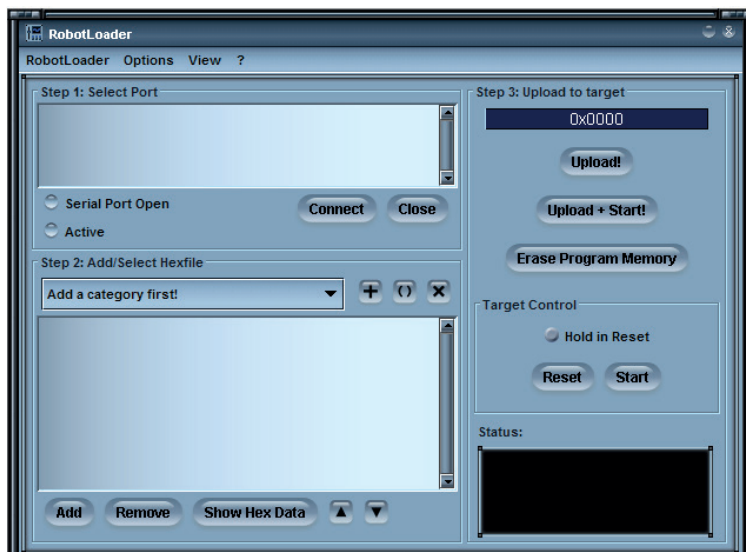 RobotLoader
RobotLoader Options View ?
Step 1: Select Port
Serial Port Open
Connect Close
Active
Step 2: Add/Select Hexfile
Add a category first!
Add Remove Show Hex Data
Step 3: Upload to target
0x0000
Upload!
Upload + Start!
Erase Program Memory
Target Control
Hold in Reset
Reset Start
Status: